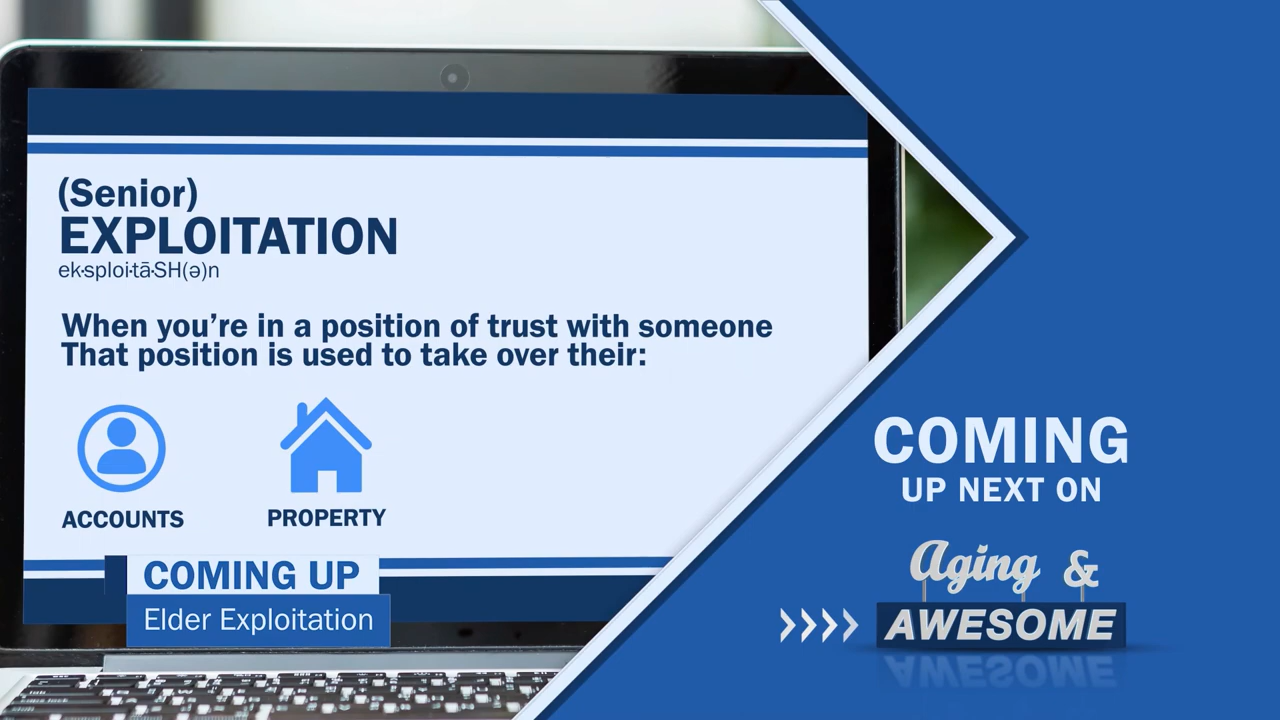 (Senior)
EXPLOITATION
ek·sploi·tā·SH(ə)n
When you're in a position of trust with someone
That position is used to take over their:
ACCOUNTS
PROPERTY
COMING UP
Elder Exploitation
COMING
UP NEXT ON
Aging &
AWESOME